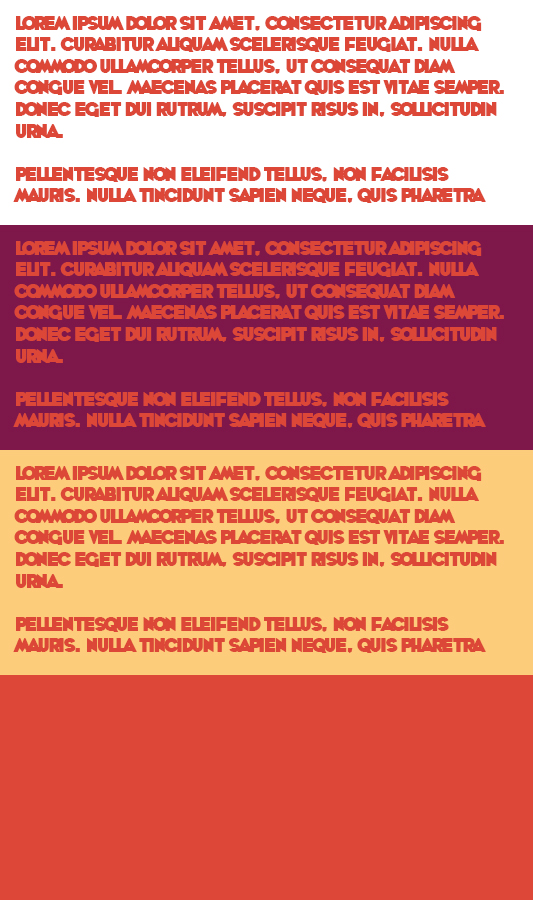 LOREM IPSUM DOLOR SIT AMET, CONSECTETUR ADIPISCING
ELIT. CURABITUR ALIQUAM SCELERISQUE FEUGIAT. NULLA
COMMODO ULLAMCORPER TELLUS, UT CONSEQUAT DIAM
CONGUE VEL. MAECENAS PLACERAT QUIS EST VITAE SEMPER.
DONEC EGET DUI RUTRUM, SUSCIPIT RISUS IN, SOLLICITUDIN
URNA.
PELLENTESQUE NON ELEIFEND TELLUS, NON FACILISIS
MAURIS. NULLA TINCIDUNT SAPIEN NEQUE, QUIS PHARETRA
LOREM IPSUM DOLOR SIT AMET, CONSECTETUR ADIPISCING
ELIT. CURABITUR ALIQUAM SCELERISQUE FEUGIAT. NULLA
COMMODO ULLAMCORPER TELLUS, UT CONSEQUAT DIAM
CONGUE VEL. MAECENAS PLACERAT QUIS EST VITAE SEMPER.
DONEC EGET DUI RUTRUM, SUSCIPIT RISUS IN, SOLLICITUDIN
URNA.
PELLENTESQUE NON ELEIFEND TELLUS, NON FACILISIS
MAURIS. NULLA TINCIDUNT SAPIEN NEQUE, QUIS PHARETRA
LOREM IPSUM DOLOR SIT AMET, CONSECTETUR ADIPISCING
ELIT. CURABITUR ALIQUAM SCELERISQUE FEUGIAT. NULLA
COMMODO ULLAMCORPER TELLUS, UT CONSEQUAT DIAM
CONGUE VEL. MAECENAS PLACERAT QUIS EST VITAE SEMPER.
DONEC EGET DUI RUTRUM, SUSCIPIT RISUS IN, SOLLICITUDIN
URNA.
PELLENTESQUE NON ELEIFEND TELLUS, NON FACILISIS
MAURIS. NULLA TINCIDUNT SAPIEN NEQUE, QUIS PHARETRA